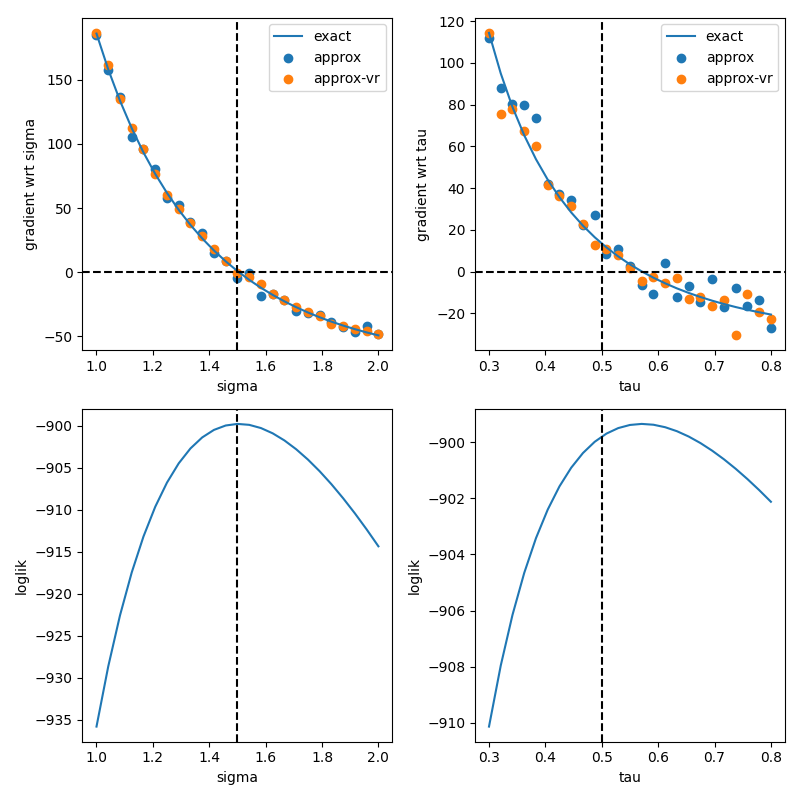 exact
approx
approx-vr
150
100
50
0
−50
gradient wrt sigma
1.0 1.2 1.4 1.6 1.8 2.0
sigma
exact
approx
approx-vr
120
100
80
60
40
20
0
−20
gradient wrt tau
0.3 0.4 0.5 0.6 0.7 0.8
tau
−900
−905
−910
−915
−920
−925
−930
−935
loglik
1.0 1.2 1.4 1.6 1.8 2.0
sigma
−900
−902
−904
−906
−908
−910
loglik
0.3 0.4 0.5 0.6 0.7 0.8
tau